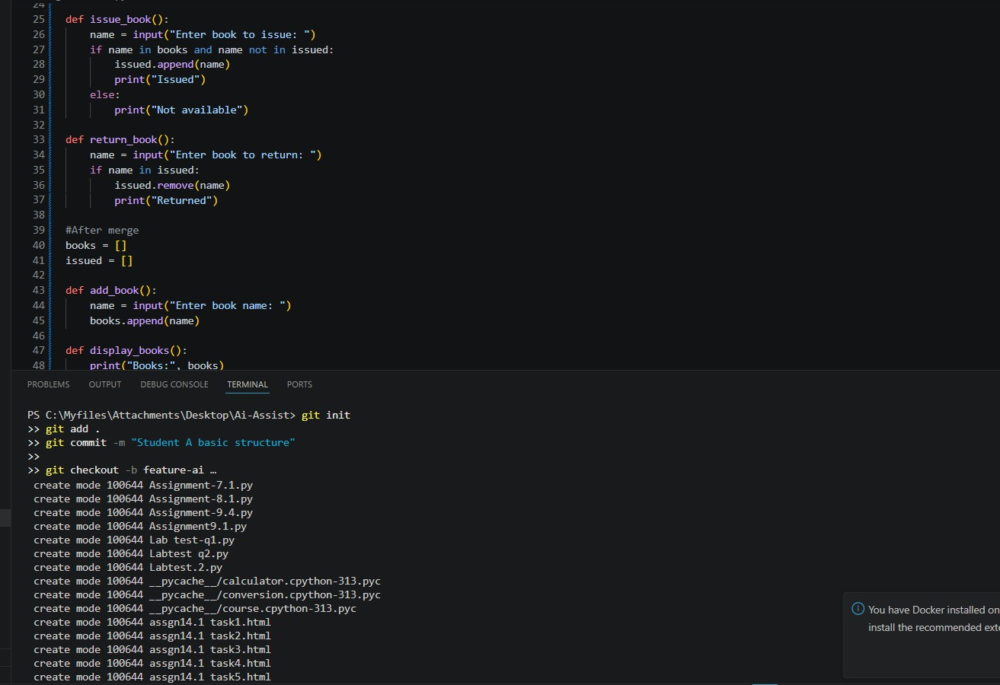 24
25 def issue_book():
26 name = input("Enter book to issue: ")
27 if name in books and name not in issued:
28 issued.append(name)
29 print("Issued")
30 else:
31 print("Not available")
32
33 def return_book():
34 name = input("Enter book to return: ")
35 if name in issued:
36 issued.remove(name)
37 print("Returned")
38
39 #After merge
40 books = []
41 issued = []
42
43 def add_book():
44 name = input("Enter book name: ")
45 books.append(name)
46
47 def display_books():
48 print("Books:", books)
PROBLEMS OUTPUT DEBUG CONSOLE TERMINAL PORTS
PS C:\Myfiles\Attachments\Desktop\Ai-Assist> git init
>> git add .
>> git commit -m "Student A basic structure"
>>
>> git checkout -b feature-ai …
create mode 100644 Assignment-7.1.py
create mode 100644 Assignment-8.1.py
create mode 100644 Assignment-9.4.py
create mode 100644 Assignment9.1.py
create mode 100644 Lab test-q1.py
create mode 100644 Labtest q2.py
create mode 100644 Labtest.2.py
create mode 100644 __pycache__/calculator.cpython-313.pyc
create mode 100644 __pycache__/conversion.cpython-313.pyc
create mode 100644 __pycache__/course.cpython-313.pyc
create mode 100644 assgn14.1 task1.html
create mode 100644 assgn14.1 task2.html
create mode 100644 assgn14.1 task3.html
create mode 100644 assgn14.1 task4.html
create mode 100644 assgn14.1 task5.html
You have Docker installed on
install the recommended exte